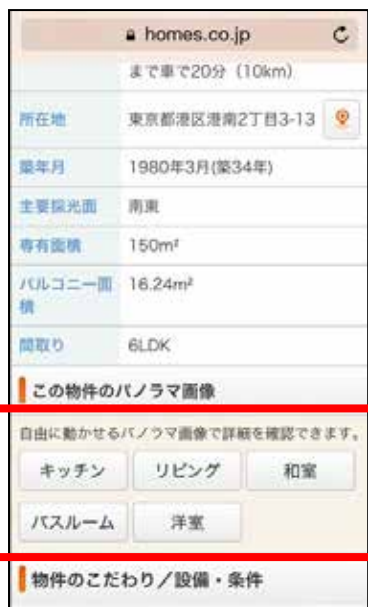 homes.co.jp
まで車で20分（10km）
所在地 東京都港区港南2丁目3-13
築年月 1980年3月(築34年)
主要採光面 南東
専有面積 150m²
バルコニー面
積 16.24m²
間取り 6LDK
この物件のパノラマ画像
自由に動かせるパノラマ画像で詳細を確認できます。
キッチン リビング 和室
バスルーム 洋室
物件のこだわり／設備・条件